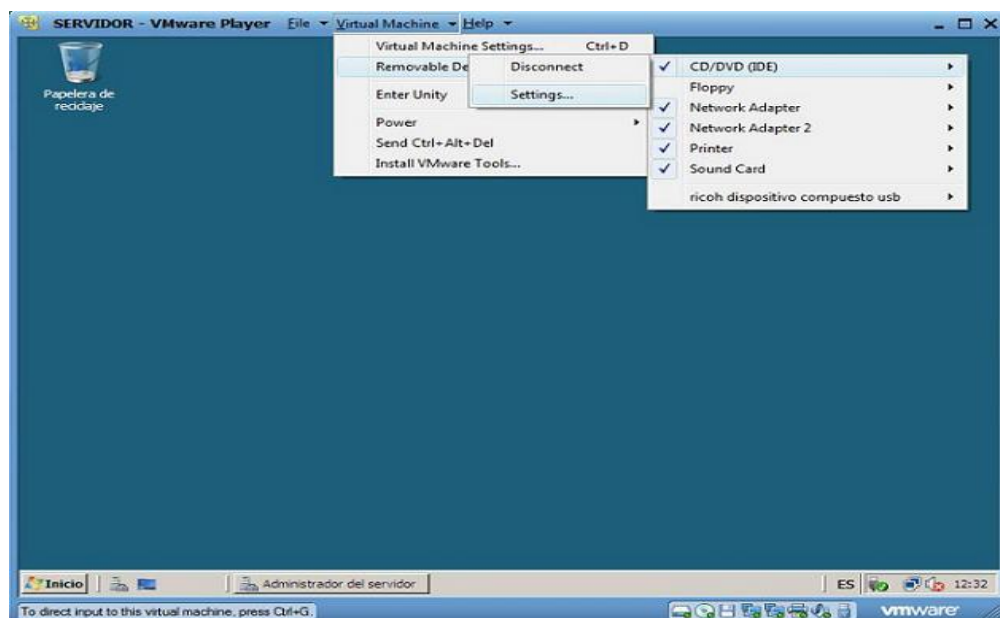 SERVIDOR - VMware Player File Virtual Machine Help
Virtual Machine Settings... Ctrl+D
Removable De
Enter Unity
Power
Send Ctrl+Alt+Del
Install VMware Tools...
Disconnect
Settings...
CD/DVD (IDE)
Floppy
Network Adapter
Network Adapter 2
Printer
Sound Card
ricoh dispositivo compuesto usb
Papelera de
reciclaje
Inicio Administrador del servidor ES 12:32
To direct input to this virtual machine, press Ctrl+G. vmware